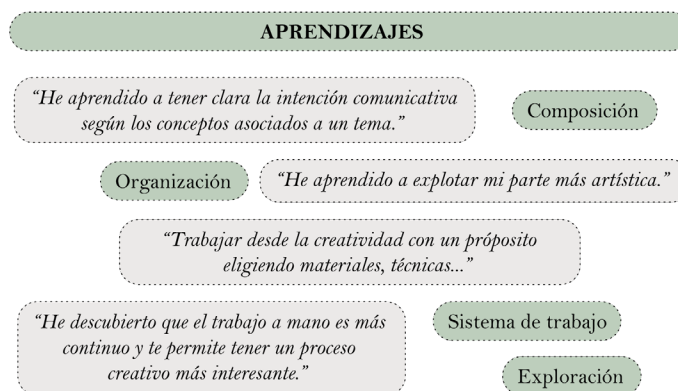 APRENDIZAJES
“He aprendido a tener clara la intención comunicativa
según los conceptos asociados a un tema.”
Composición
Organización
“He aprendido a explotar mi parte más artística.”
“Trabajar desde la creatividad con un próposito
eligiendo materiales, técnicas...”
“He descubierto que el trabajo a mano es más
continuo y te permite tener un proceso
creativo más interesante.”
Sistema de trabajo
Exploración